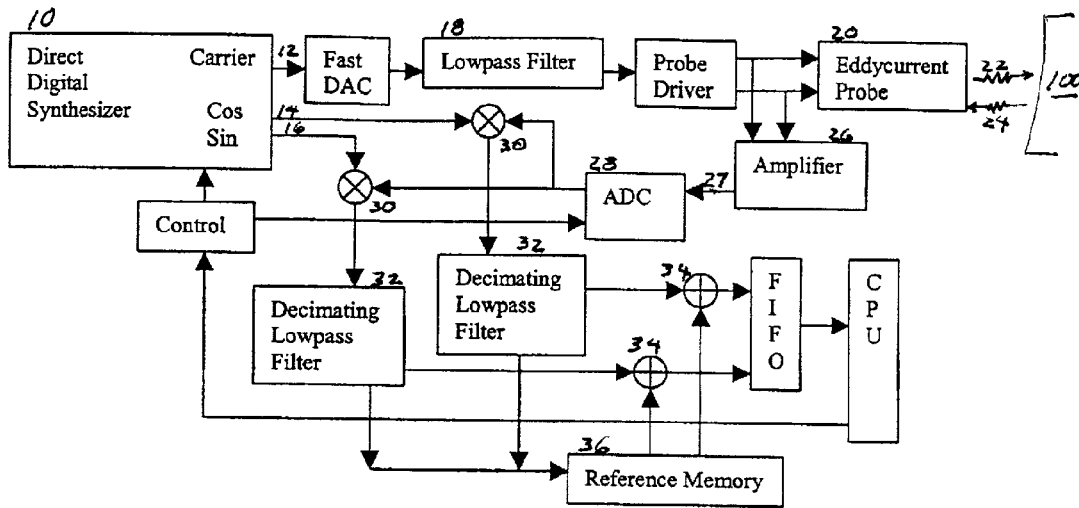 10
Direct
Digital
Synthesizer
Carrier
Cos
Sin
12
14
16
Fast
DAC
18
Lowpass Filter
Probe
Driver
20
Eddycurrent
Probe
22
24
100
30
30
28
ADC
27
26
Amplifier
Control
32
Decimating
Lowpass
Filter
32
Decimating
Lowpass
Filter
34
34
F
I
F
O
C
P
U
36
Reference Memory